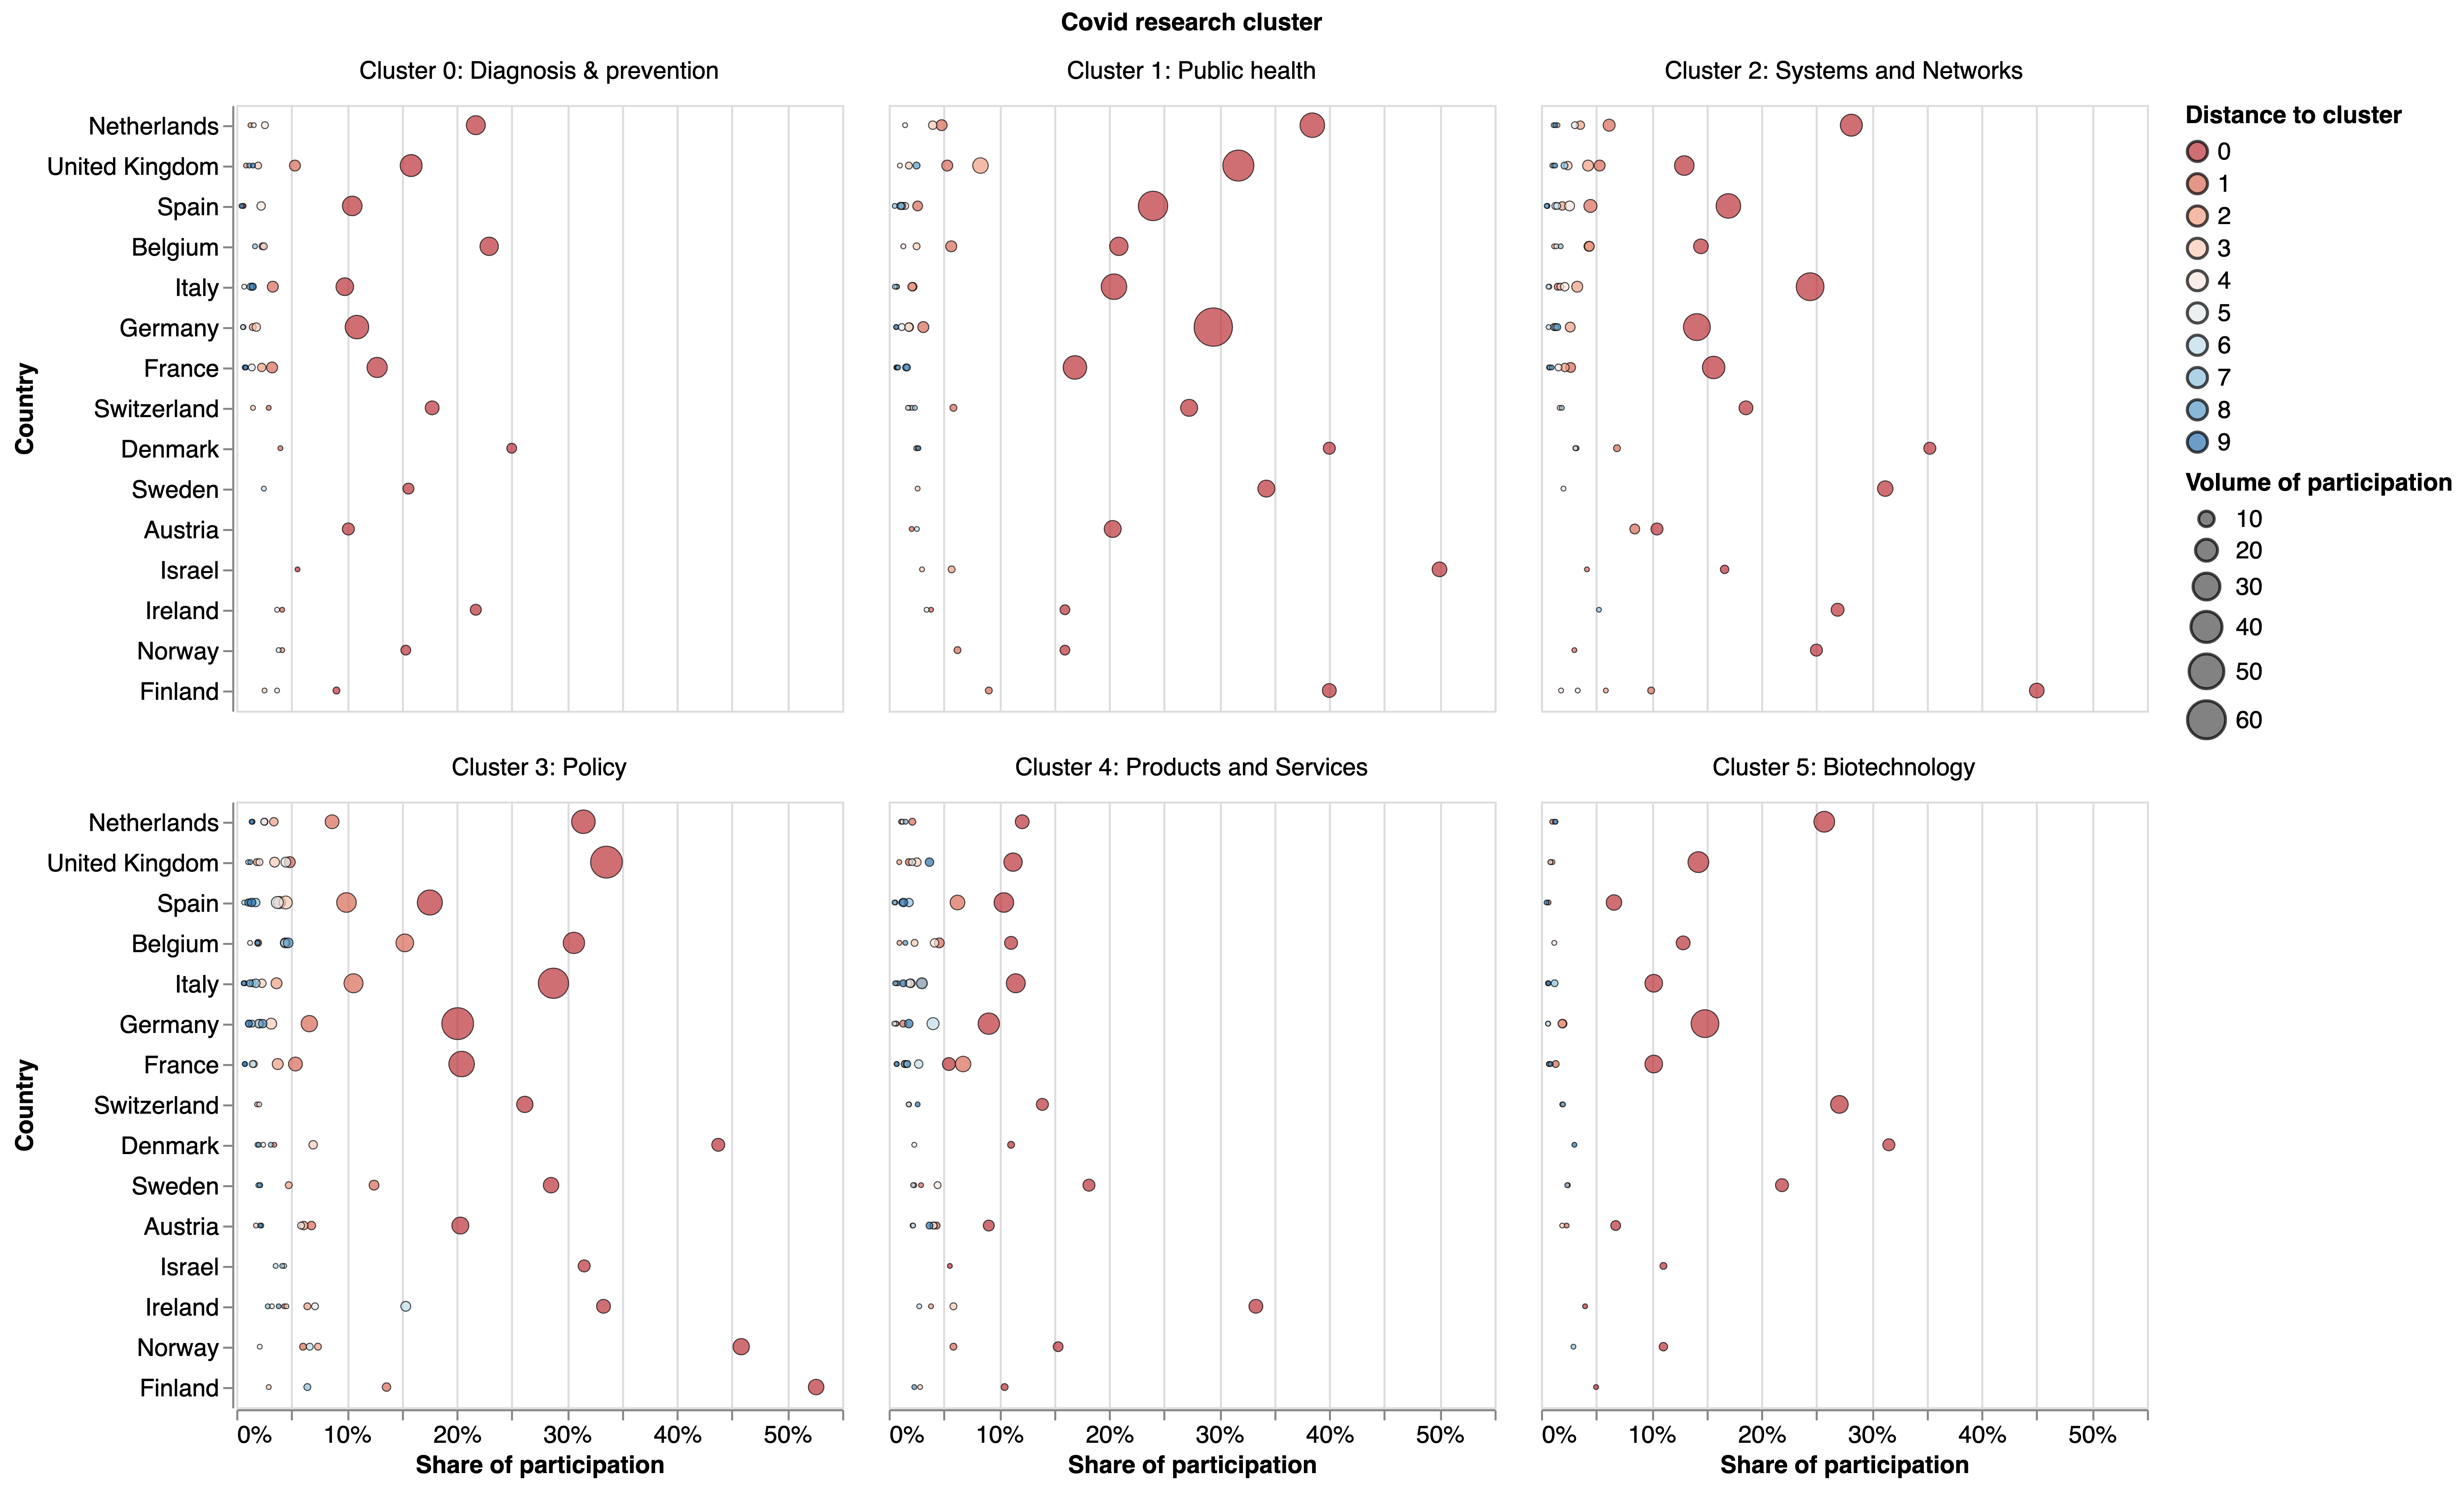 Covid research cluster
Cluster 0: Diagnosis & prevention
Cluster 1: Public health
Cluster 2: Systems and Networks
Country
Netherlands
United Kingdom
Spain
Belgium
Italy
Germany
France
Switzerland
Denmark
Sweden
Austria
Israel
Ireland
Norway
Finland
Distance to cluster
0
1
2
3
4
5
6
7
8
9
Volume of participation
10
20
30
40
50
60
Cluster 3: Policy
Cluster 4: Products and Services
Cluster 5: Biotechnology
Country
Netherlands
United Kingdom
Spain
Belgium
Italy
Germany
France
Switzerland
Denmark
Sweden
Austria
Israel
Ireland
Norway
Finland
0% 10% 20% 30% 40% 50%
0% 10% 20% 30% 40% 50%
0% 10% 20% 30% 40% 50%
Share of participation
Share of participation
Share of participation